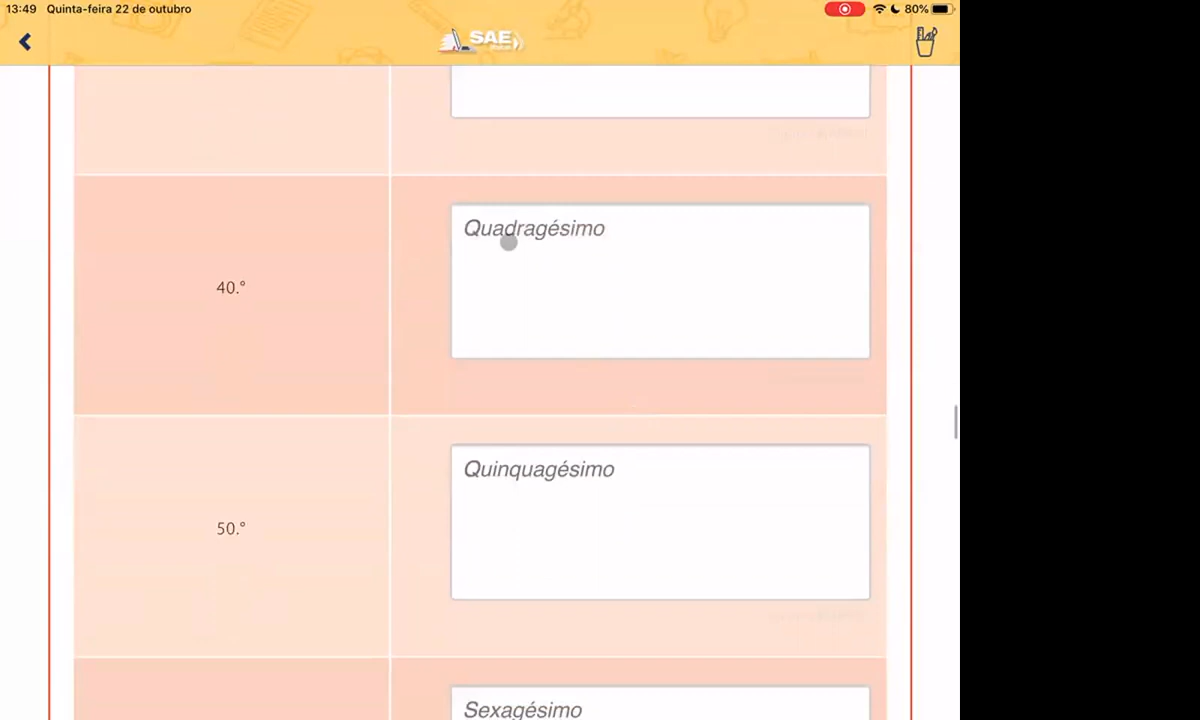 13:49 Quinta-feira 22 de outubro 80%
SAE
Quadragésimo
40.º
Quinquagésimo
50.º
Sexagésimo